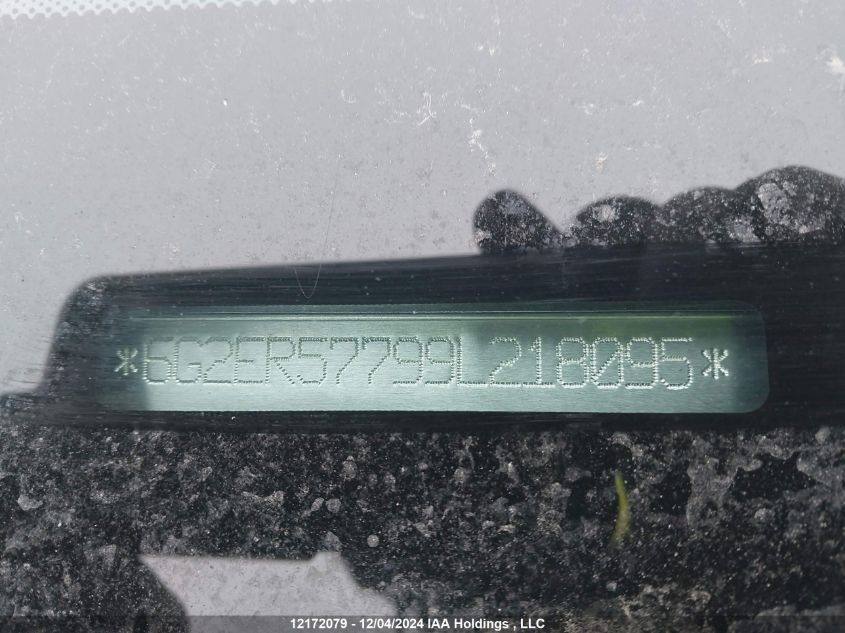 *6G2ER57799L218095*
12172079 - 12/04/2024 IAA Holdings , LLC